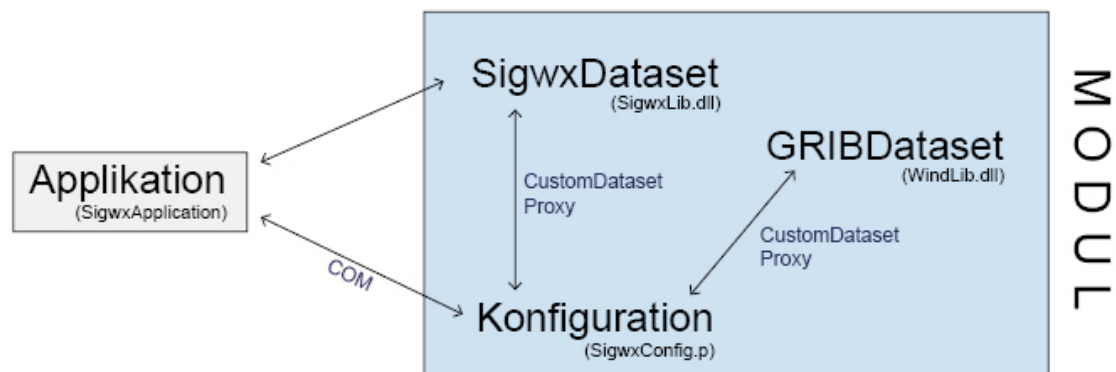 SigwxDataset
(SigwxLib.dll)
GRIBDataset
(WindLib.dll)
Applikation
(SigwxApplication)
CustomDataset
Proxy
CustomDataset
Proxy
COM
Konfiguration
(SigwxConfig.p)
MODUL